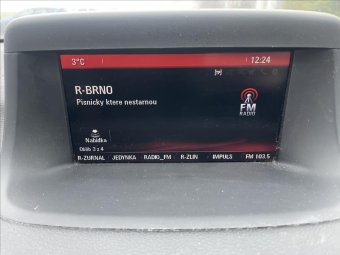 3°C 12:24
R-BRNO
Pisnicky ktere nestarnou
FM
RADIO
Nabídka
Oblíb 3 z 4
R-ZURNAL JEDYNKA RADIO_FM R-ZLIN IMPULS FM 103.5